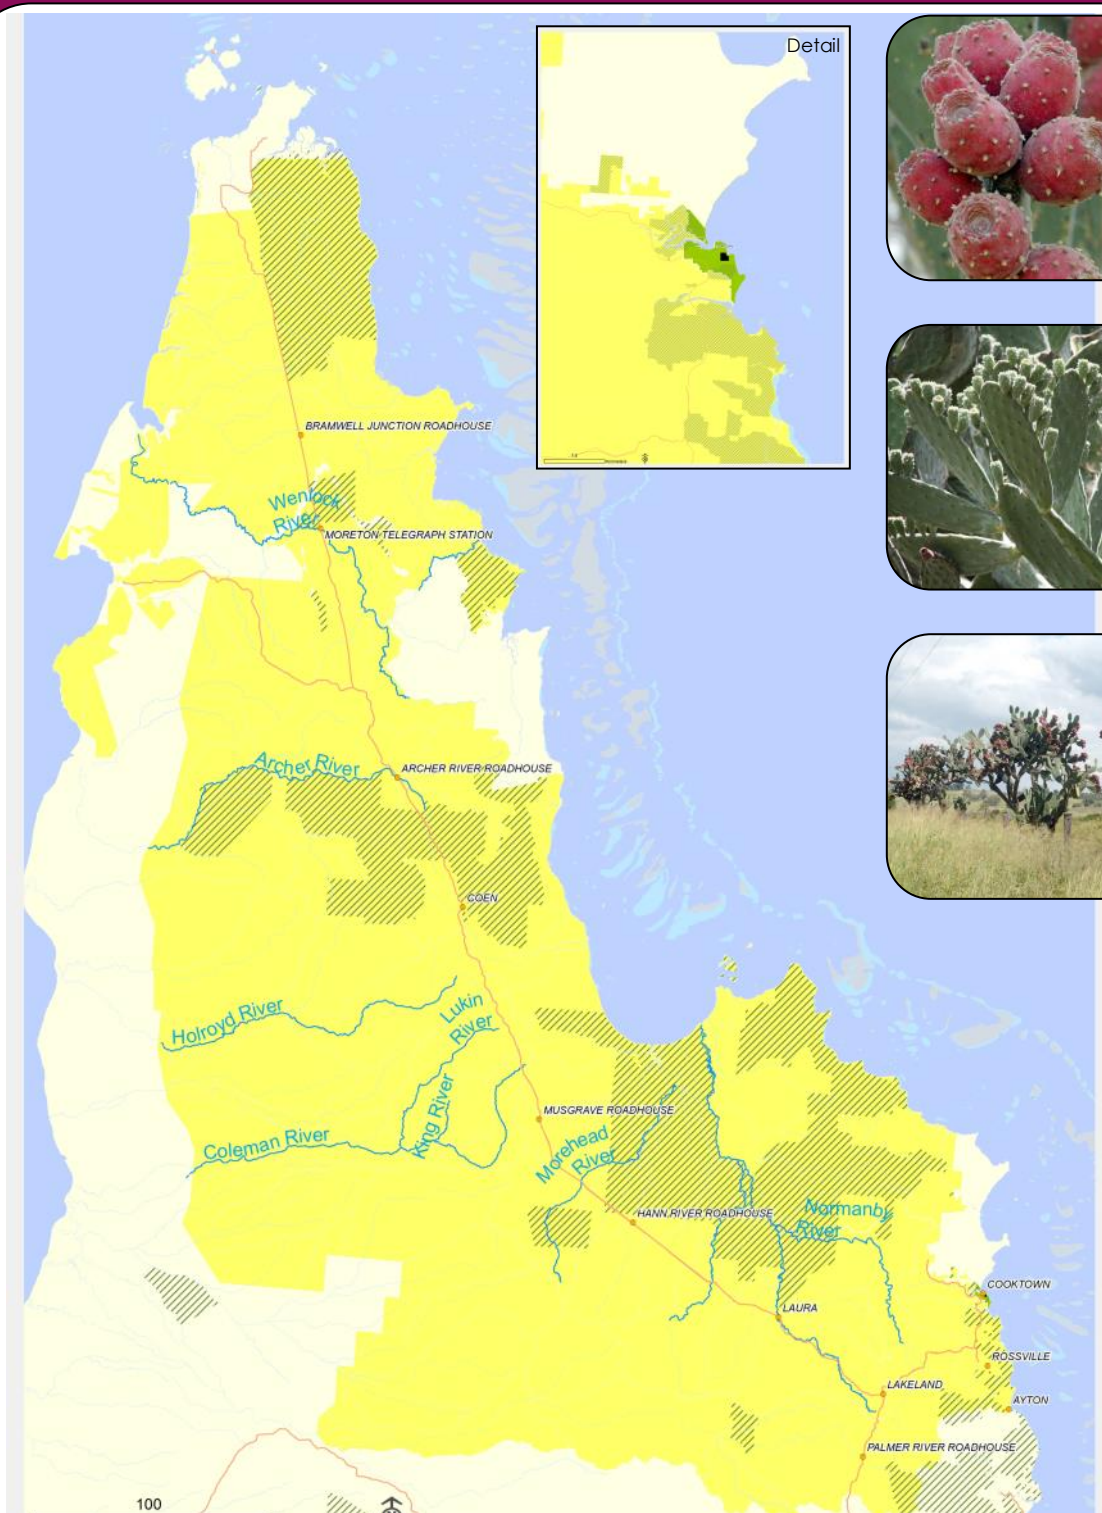 Detail
BRAMWELL JUNCTION ROADHOUSE
Wenlock
River
MORETON TELEGRAPH STATION
Archer River
ARCHER RIVER ROADHOUSE
COEN
Holroyd River
Lukin
River
King River
MUSGRAVE ROADHOUSE
Coleman River
Morehead
River
HANN RIVER ROADHOUSE
Normanby
River
COOKTOWN
LAURA
ROSSVILLE
LAKELAND
AYTON
PALMER RIVER ROADHOUSE
100